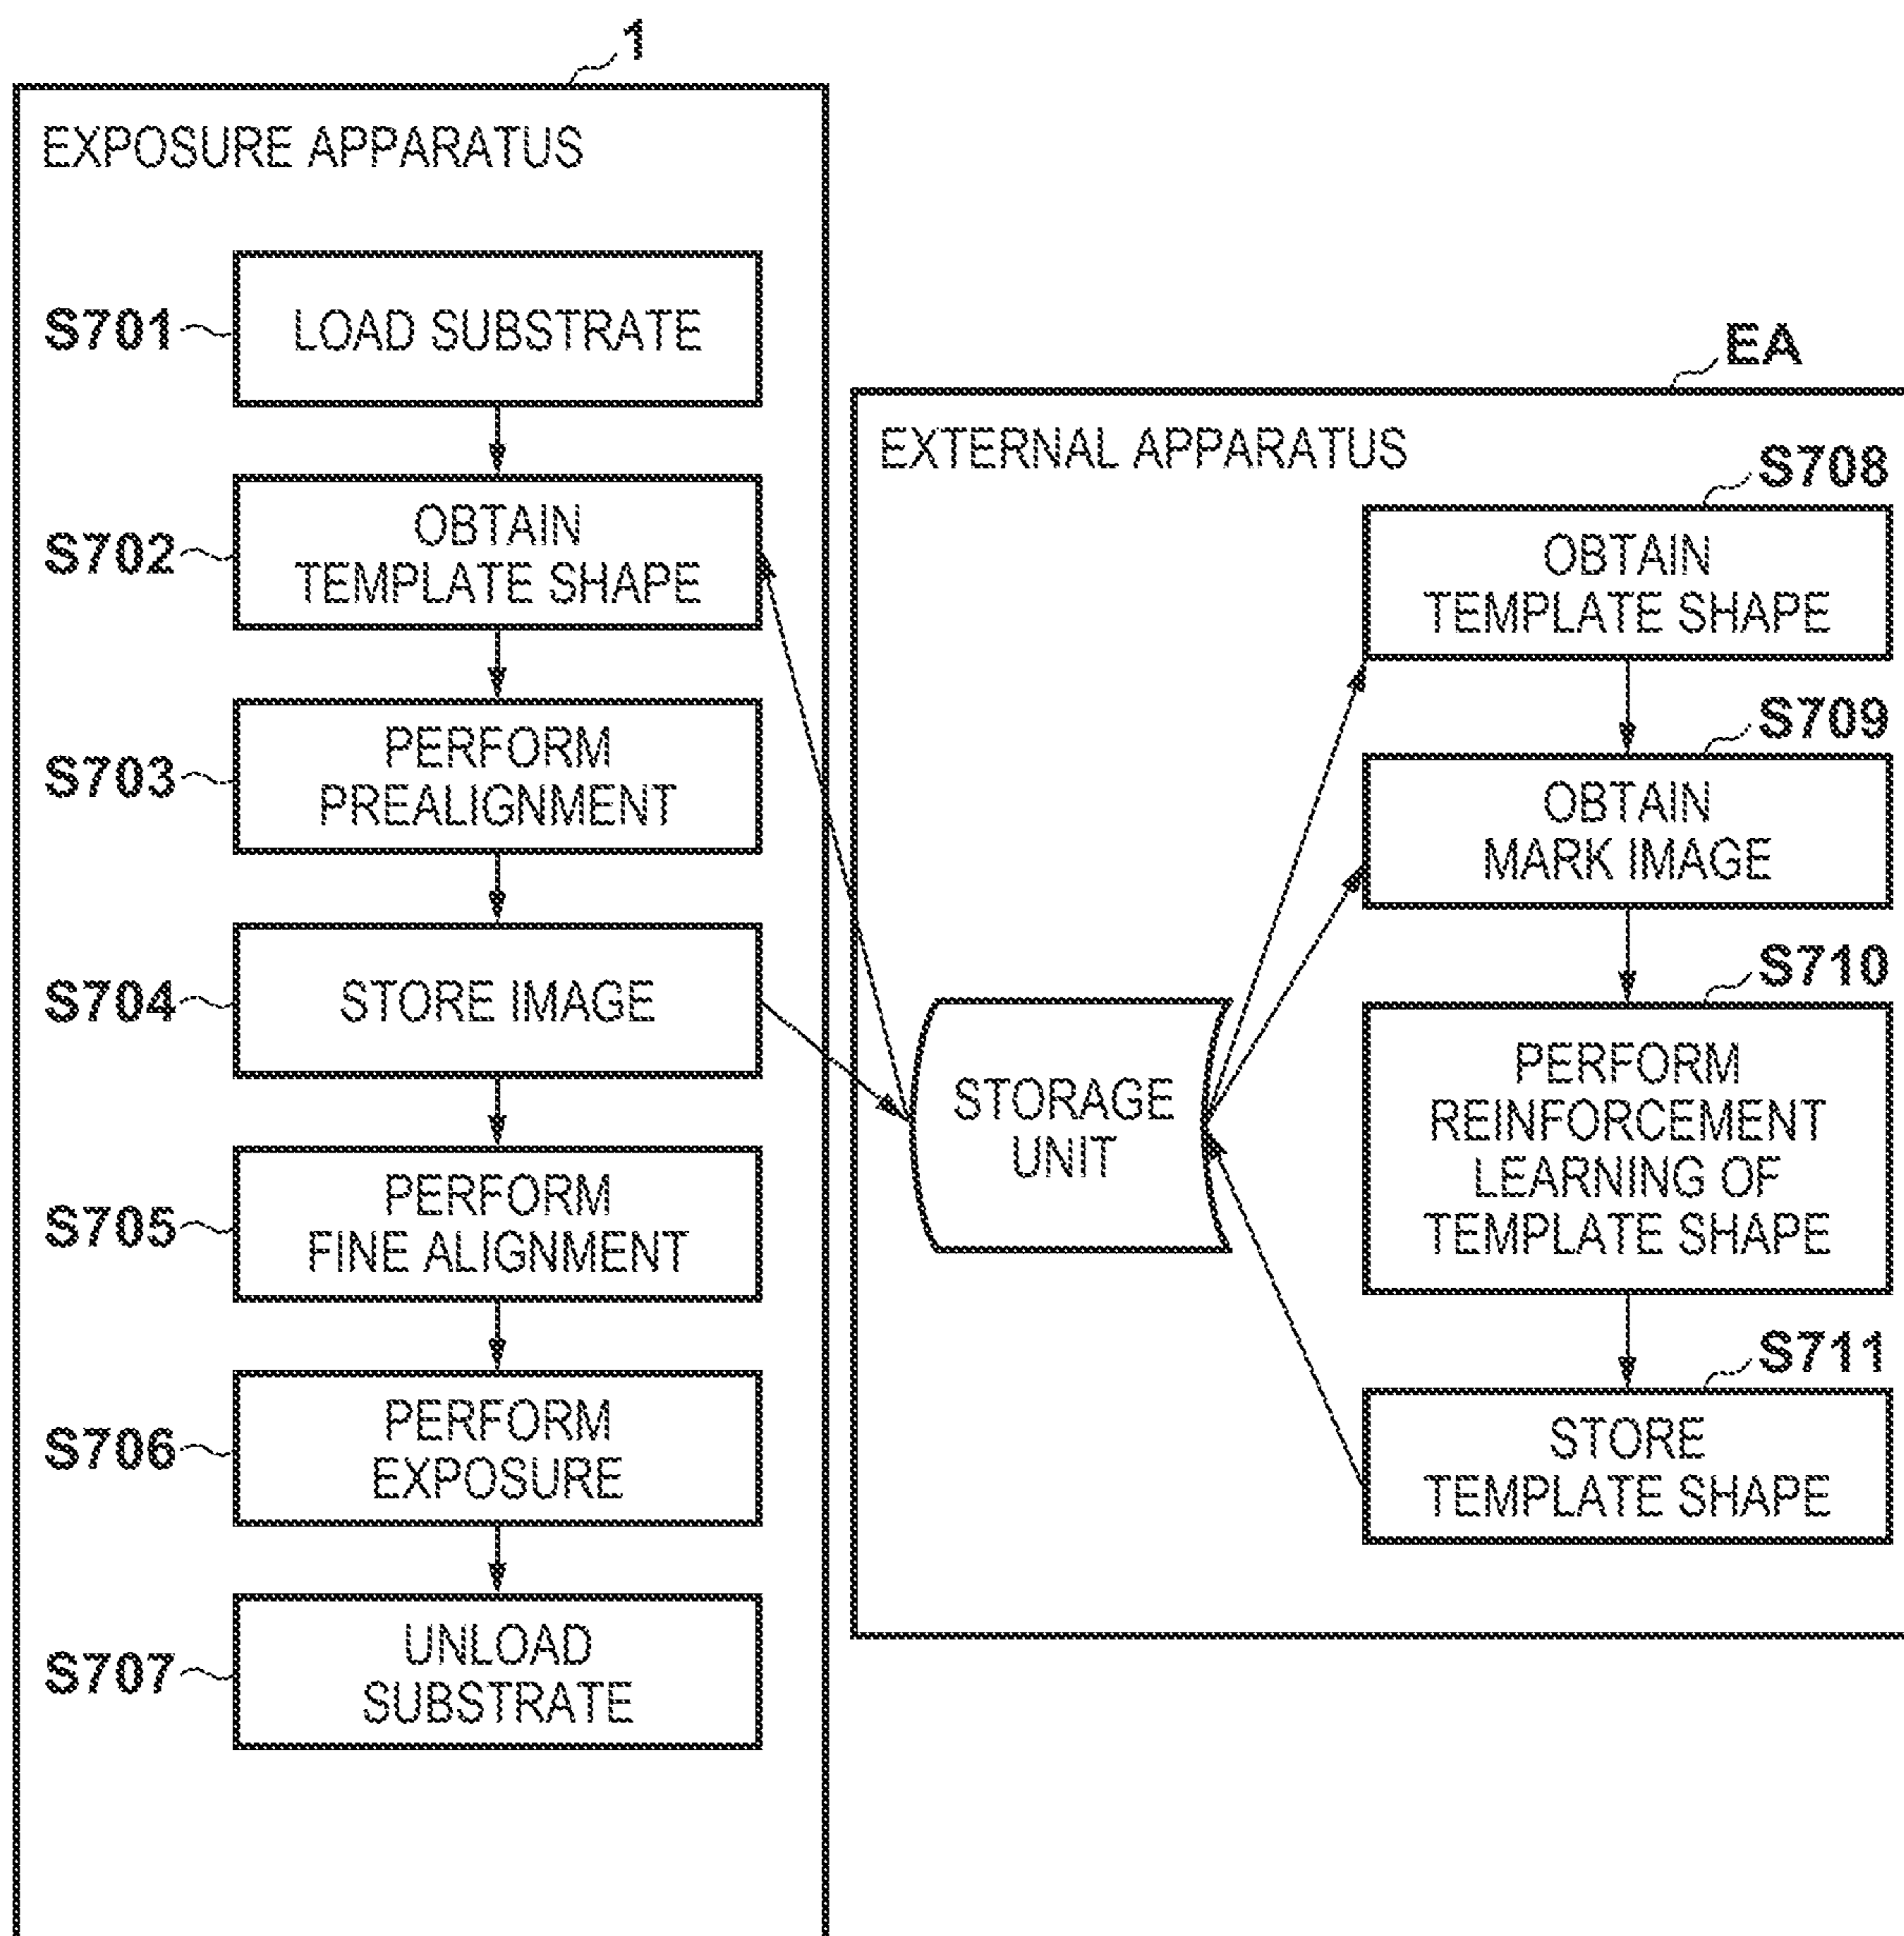 1
EXPOSURE APPARATUS
S701
LOAD SUBSTRATE
S702
OBTAIN
TEMPLATE SHAPE
S703
PERFORM
PREALIGNMENT
S704
STORE IMAGE
S705
PERFORM
FINE ALIGNMENT
S706
PERFORM
EXPOSURE
S707
UNLOAD
SUBSTRATE
EA
EXTERNAL APPARATUS
STORAGE
UNIT
S708
OBTAIN
TEMPLATE SHAPE
S709
OBTAIN
MARK IMAGE
S710
PERFORM
REINFORCEMENT
LEARNING OF
TEMPLATE SHAPE
S711
STORE
TEMPLATE SHAPE